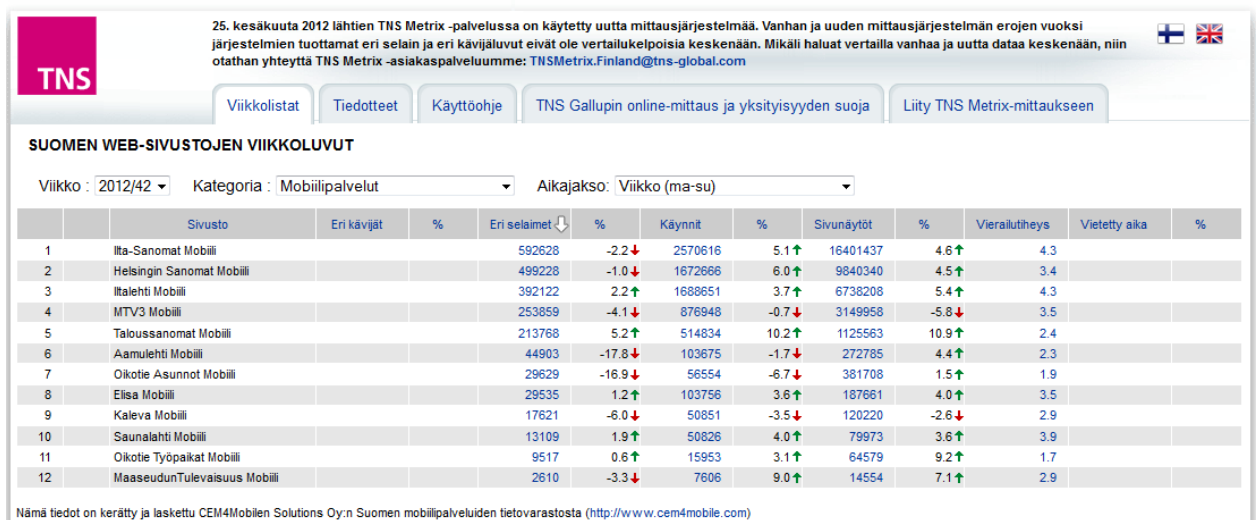 TNS
25. kesäkuuta 2012 lähtien TNS Metrix -palvelussa on käytetty uutta mittausjärjestelmää. Vanhan ja uuden mittausjärjestelmän erojen vuoksi
järjestelmien tuottamat eri selain ja eri kävijäluvut eivät ole vertailukelpoisia keskenään. Mikäli haluat vertailla vanhaa ja uutta dataa keskenään, niin
otathan yhteyttä TNS Metrix -asiakaspalveluumme: TNSMetrix.Finland@tns-global.com
Viikkolistat Tiedotteet Käyttöohje TNS Gallupin online-mittaus ja yksityisyyden suoja Liity TNS Metrix-mittaukseen
SUOMEN WEB-SIVUSTOJEN VIIKKOLUVUT
Viikko : 2012/42 Kategoria : Mobiilipalvelut Aikajakso: Viikko (ma-su)
Sivusto Eri kävijät % Eri selaimet % Käynnit % Sivunäytöt % Vierailutiheys Vietetty aika %
1 Ilta-Sanomat Mobiili 592628 -2.2 2570616 5.1 16401437 4.6 4.3
2 Helsingin Sanomat Mobiili 499228 -1.0 1672666 6.0 9840340 4.5 3.4
3 Iltalehti Mobiili 392122 2.2 1688651 3.7 6738208 5.4 4.3
4 MTV3 Mobiili 253859 -4.1 876948 -0.7 3149958 -5.8 3.5
5 Taloussanomat Mobiili 213768 5.2 514834 10.2 1125563 10.9 2.4
6 Aamulehti Mobiili 44903 -17.8 103675 -1.7 272785 4.4 2.3
7 Oikotie Asunnot Mobiili 29629 -16.9 56554 -6.7 381708 1.5 1.9
8 Elisa Mobiili 29535 1.2 103756 3.6 187661 4.0 3.5
9 Kaleva Mobiili 17621 -6.0 50851 -3.5 120220 -2.6 2.9
10 Saunalahti Mobiili 13109 1.9 50826 4.0 79973 3.6 3.9
11 Oikotie Työpaikat Mobiili 9517 0.6 15953 3.1 64579 9.2 1.7
12 MaaseudunTulevaisuus Mobiili 2610 -3.3 7606 9.0 14554 7.1 2.9
Nämä tiedot on kerätty ja laskettu CEM4Mobilen Solutions Oy:n Suomen mobiilipalveluiden tietovarastosta (http://www.cem4mobile.com)